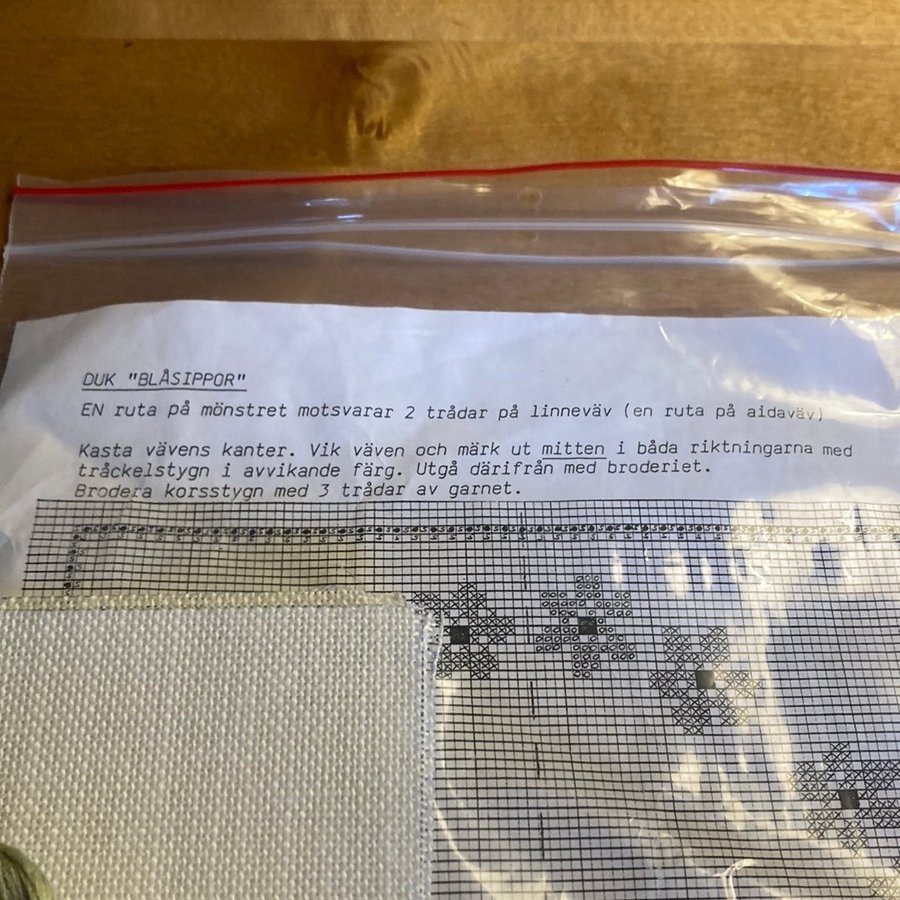 DUK "BLÅSIPPOR"
EN ruta på mönstret motsvarar 2 trådar på linneväv (en ruta på aidaväv)
Kasta vävens kanter. Vik väven och märk ut mitten i båda riktningarna med
tråckelstygn i avvikande färg. Utgå därifrån med broderiet.
Brodera korsstygn med 3 trådar av garnet.